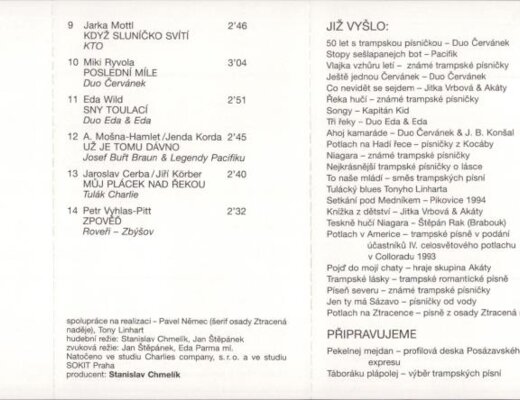 9 Jarka Mottl 2´46
KDYŽ SLUNÍČKO SVÍTÍ
KTO
10 Miki Ryvola 3´04
POSLEDNÍ MÍLE
Duo Červánek
11 Eda Wild 2´51
SNY TOULACÍ
Duo Eda & Eda
12 A. Mošna-Hamlet /Jenda Korda 2´45
UŽ JE TOMU DÁVNO
Josef Buřt Braun & Legendy Pacifiku
13 Jaroslav Cerba / Jiří Körber 2´40
MŮJ PLÁCEK NAD ŘEKOU
Tulák Charlie
14 Petr Vyhlas-Pitt 2´32
ZPOVĚĎ
Roveři – Zbýšov
spolupráce na realizaci – Pavel Němec (šerif osady Ztracená
naděje), Tony Linhart
hudební režie: Stanislav Chmelík, Jan Štěpánek
zvuková režie: Jan Štěpánek, Eda Parma ml.
Natočeno ve studiu Charlies company, s. r. o. a ve studiu
SOKIT Praha
producent: Stanislav Chmelík
JIŽ VYŠLO:
50 let s trampskou písničkou – Duo Červánek
Stopy sešlapanejch bot – Pacifik
Vlajka vzhůru letí – známé trampské písničky
Ještě jednou Červánek – Duo Červánek
Co nevidět se sejdem – Jitka Vrbová & Akáty
Řeka hučí – známé trampské písničky
Songy – Kapitán Kid
Tři řeky – Duo Eda & Eda
Ahoj kamaráde – Duo Červánek & J. B. Konšal
Potlach na Hadí řece – písničky z Kocáby
Niagara – známé trampské písničky
Nejkrásnější trampské písničky o lásce
To naše mládí – směs trampských písní
Tulácký blues Tonyho Linharta
Setkání pod Medníkem – Pikovice 1994
Knížka z dětství – Jitka Vrbová & Akáty
Teskně hučí Niagara – Štěpán Rak (Brabouk)
Potlach v Americe – trampské písně v podání
účastníků IV. celosvětového potlachu
v Colloradu 1993
Pojď do mojí chaty – hraje skupina Akáty
Trampské lásky – trampské romantické písně
Píseň severu – známé trampské písničky
Jen ty má Sázavo – písničky od vody
Potlach na Ztracence – písně z osady Ztracená
PŘIPRAVUJEME
Pekelnej mejdan – profilová deska Posázavského
expresu
Táboráku plápolej – výběr trampských písní